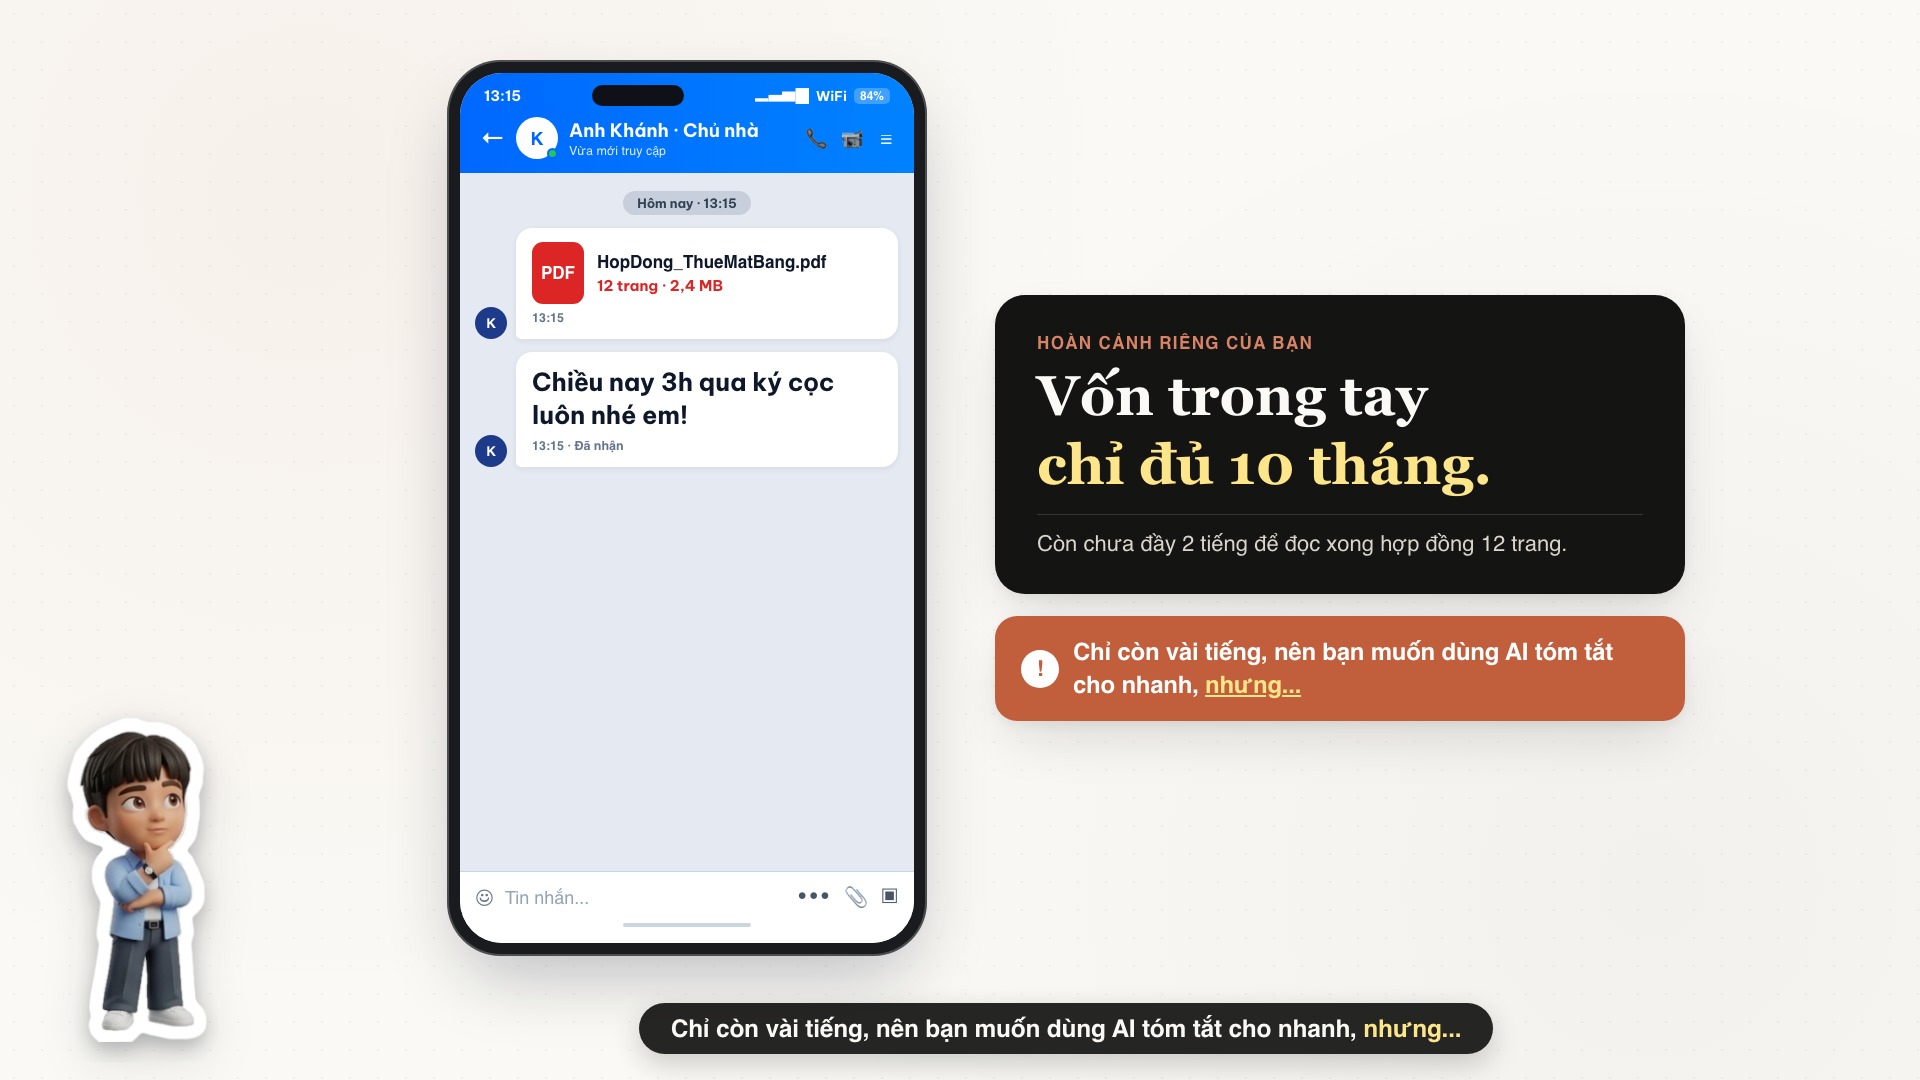 13:15
WiFi 84%
K
Anh Khánh · Chủ nhà
Vừa mới truy cập
Hôm nay · 13:15
PDF
HopDong_ThueMatBang.pdf
12 trang · 2,4 MB
13:15
K
Chiều nay 3h qua ký cọc
luôn nhé em!
13:15 · Đã nhận
K
Tin nhắn...
HOÀN CẢNH RIÊNG CỦA BẠN
Vốn trong tay
chỉ đủ 10 tháng.
Còn chưa đầy 2 tiếng để đọc xong hợp đồng 12 trang.
!
Chỉ còn vài tiếng, nên bạn muốn dùng AI tóm tắt
cho nhanh, nhưng...
Chỉ còn vài tiếng, nên bạn muốn dùng AI tóm tắt cho nhanh, nhưng...